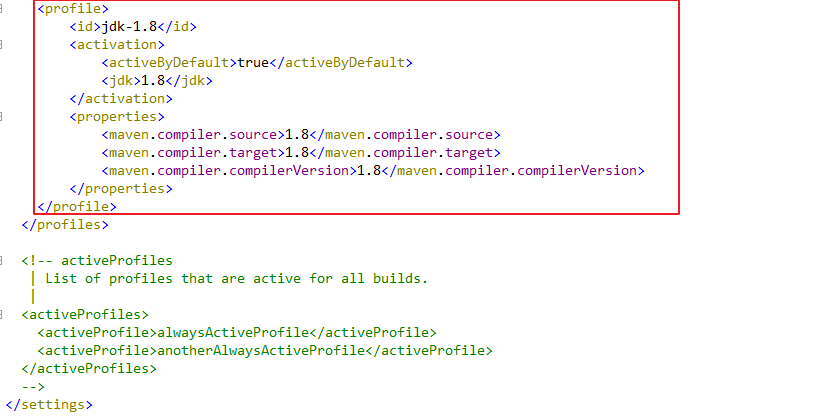 <profile>
<id>jdk-1.8</id>
<activation>
<activeByDefault>true</activeByDefault>
<jdk>1.8</jdk>
</activation>
<properties>
<maven.compiler.source>1.8</maven.compiler.source>
<maven.compiler.target>1.8</maven.compiler.target>
<maven.compiler.compilerVersion>1.8</maven.compiler.compilerVersion>
</properties>
</profile>
</profiles>
<!-- activeProfiles
| List of profiles that are active for all builds.
|
<activeProfiles>
<activeProfile>alwaysActiveProfile</activeProfile>
<activeProfile>anotherAlwaysActiveProfile</activeProfile>
</activeProfiles>
-->
</settings>